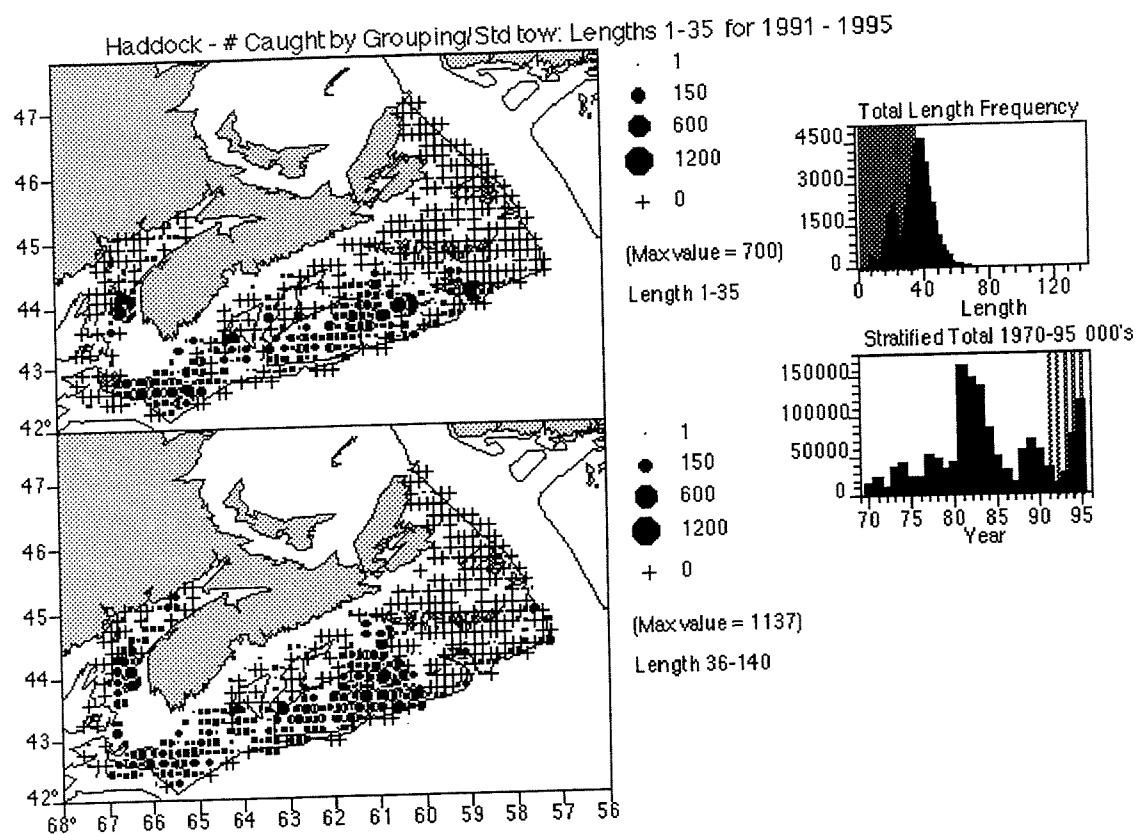 Haddock - # Caught by Grouping/Std tow: Lengths 1-35 for 1991 - 1995
47
46
45
44
43
42°
1
150
600
1200
0
(Max value = 700)
Length 1-35
Total Length Frequency
4500
3000
1500
0
0 40 80 120
Length
Stratified Total 1970-95 000's
150000
100000
50000
0
70 75 80 85 90 95
Year
42°
47
46
45
44
43
42°
68° 67 66 65 64 63 62 61 60 59 58 57 56
1
150
600
1200
0
(Max value = 1137)
Length 36-140